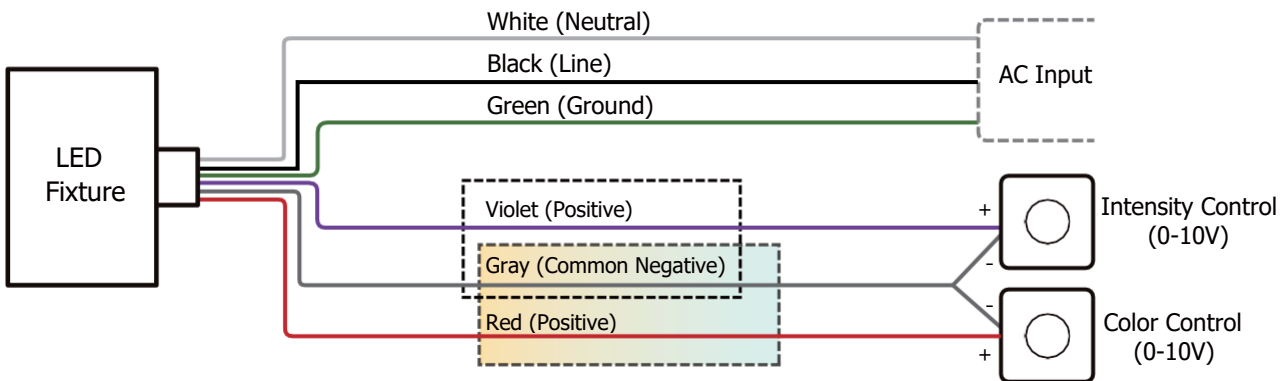 White (Neutral)
Black (Line)
AC Input
Green (Ground)
LED
Fixture
Violet (Positive)
+
Intensity Control
(0-10V)
Gray (Common Negative)
-
-
Red (Positive)
Color Control
+
(0-10V)